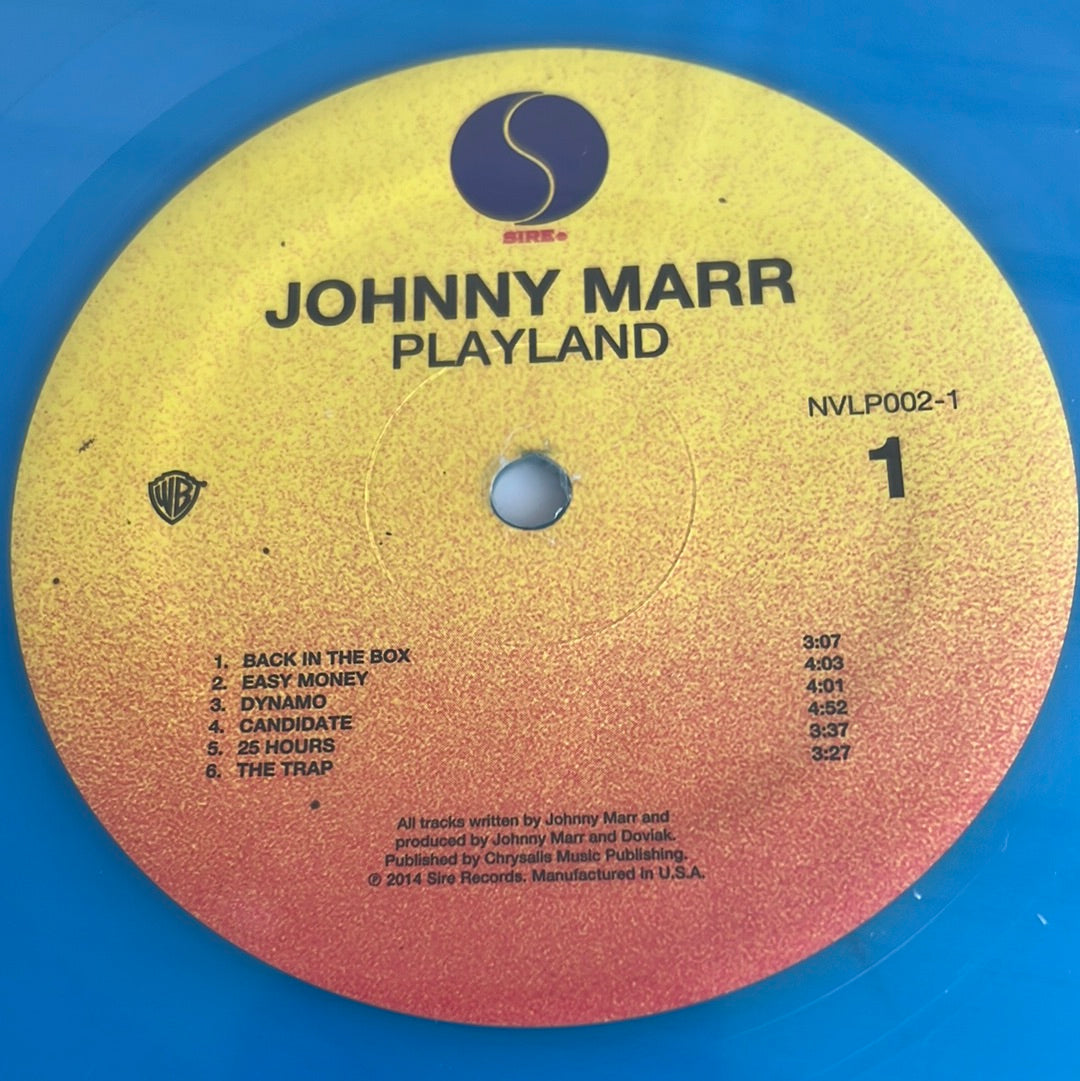 SIRE
JOHNNY MARR
PLAYLAND
NVLP002-1
1
WB
1. BACK IN THE BOX 3:07
2. EASY MONEY 4:03
3. DYNAMO 4:01
4. CANDIDATE 4:52
5. 25 HOURS 3:37
6. THE TRAP 3:27
All tracks written by Johnny Marr and
produced by Johnny Marr and Doviak.
Published by Chrysalis Music Publishing.
℗ 2014 Sire Records. Manufactured in U.S.A.